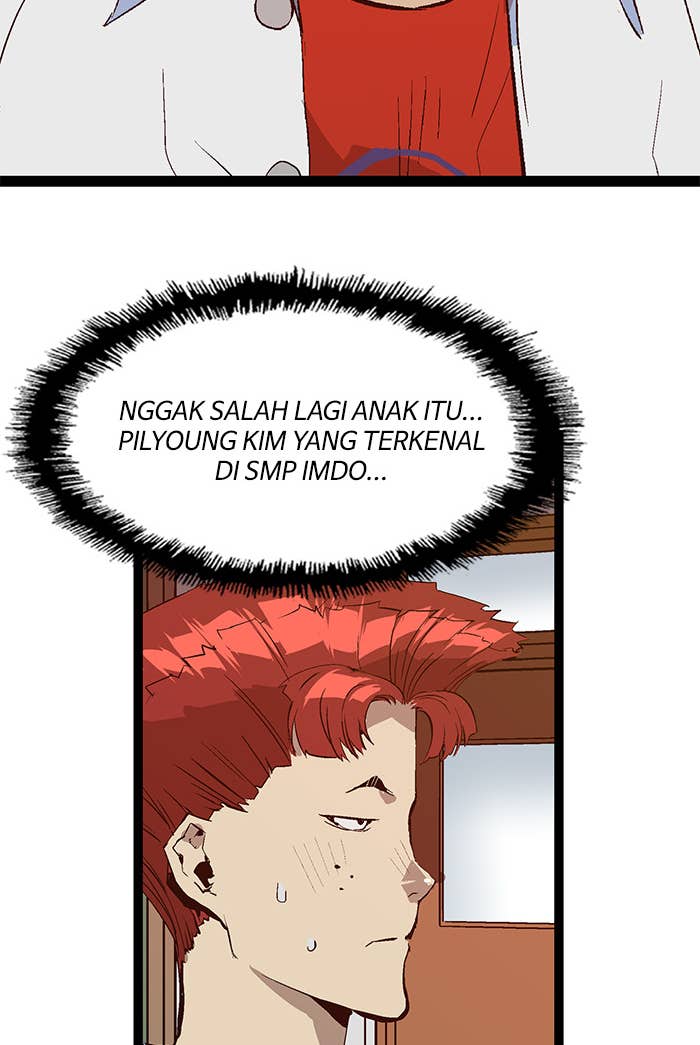 NGGAK SALAH LAGI ANAK ITU...
PILYOUNG KIM YANG TERKENAL
DI SMP IMDO...